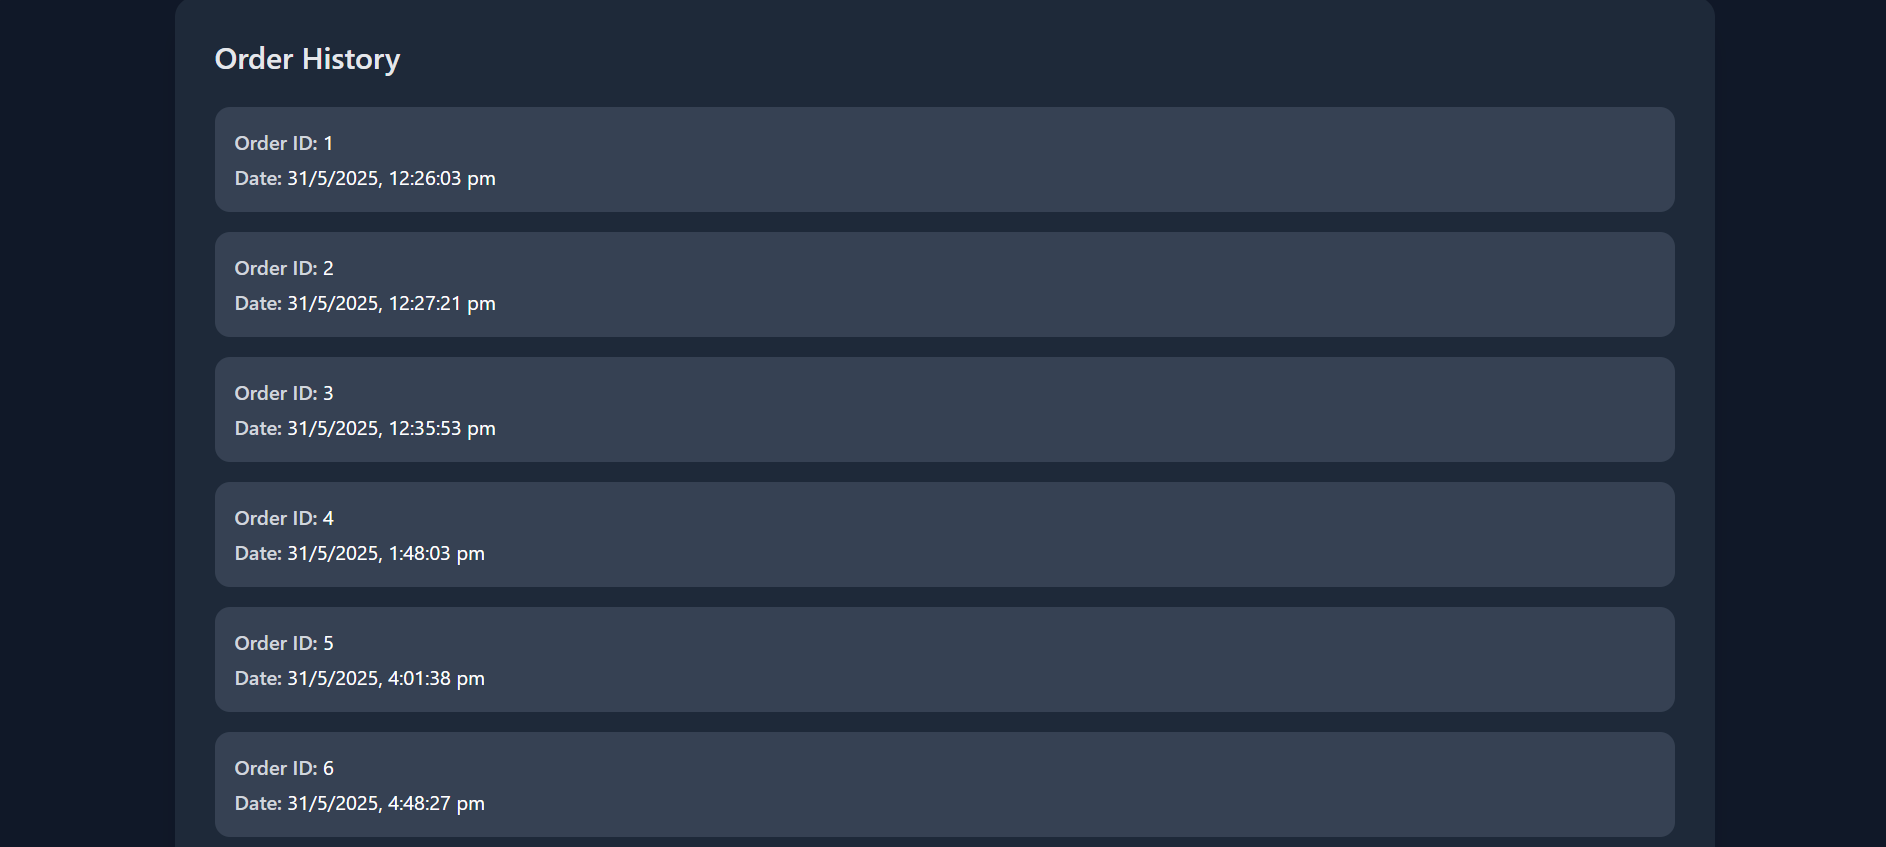 Order History
Order ID: 1
Date: 31/5/2025, 12:26:03 pm
Order ID: 2
Date: 31/5/2025, 12:27:21 pm
Order ID: 3
Date: 31/5/2025, 12:35:53 pm
Order ID: 4
Date: 31/5/2025, 1:48:03 pm
Order ID: 5
Date: 31/5/2025, 4:01:38 pm
Order ID: 6
Date: 31/5/2025, 4:48:27 pm